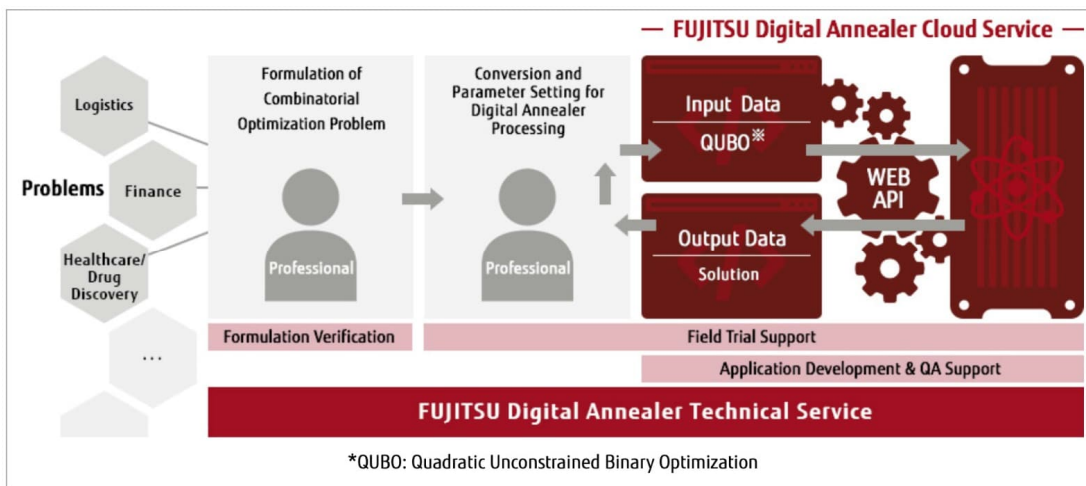 — FUJITSU Digital Annealer Cloud Service —
Problems
Logistics
Finance
Healthcare/
Drug
Discovery
...
Formulation of
Combinatorial
Optimization Problem
Professional
Conversion and
Parameter Setting for
Digital Annealer
Processing
Professional
Input Data
QUBO※
Output Data
Solution
WEB
API
Formulation Verification
Field Trial Support
Application Development & QA Support
FUJITSU Digital Annealer Technical Service
*QUBO: Quadratic Unconstrained Binary Optimization